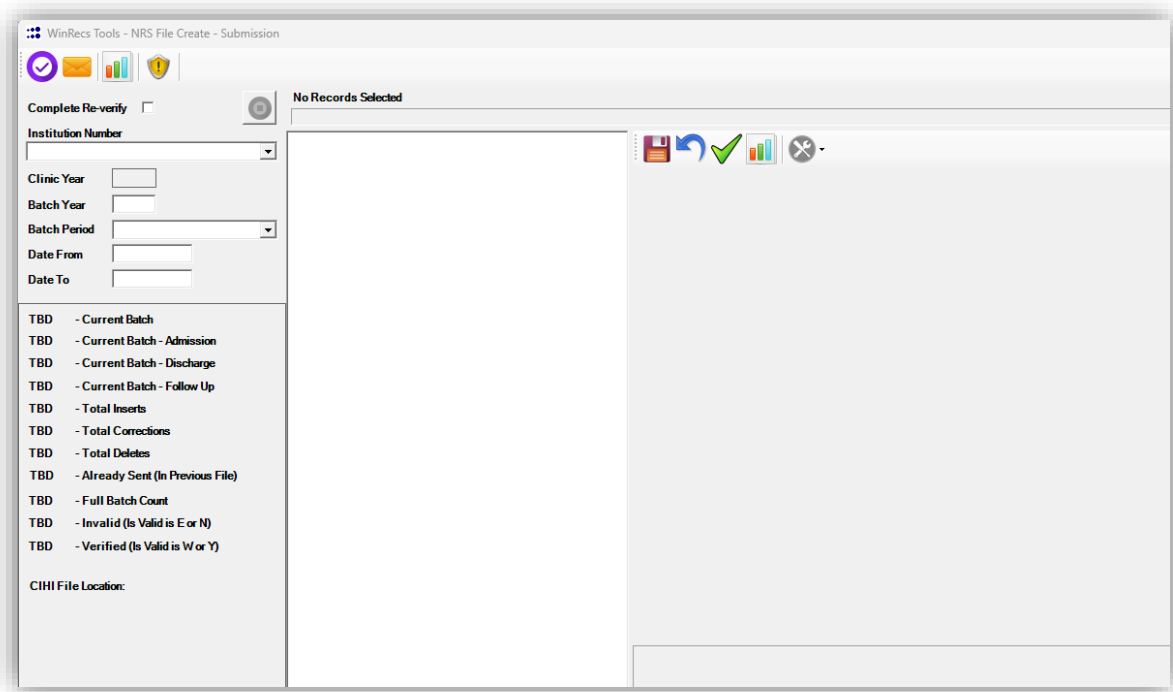 WinRecs Tools - NRS File Create - Submission
Complete Re-verify
No Records Selected
Institution Number
Clinic Year
Batch Year
Batch Period
Date From
Date To
TBD - Current Batch
TBD - Current Batch - Admission
TBD - Current Batch - Discharge
TBD - Current Batch - Follow Up
TBD - Total Inserts
TBD - Total Corrections
TBD - Total Deletes
TBD - Already Sent (In Previous File)
TBD - Full Batch Count
TBD - Invalid (Is Valid is E or N)
TBD - Verified (Is Valid is W or Y)
CIHI File Location: